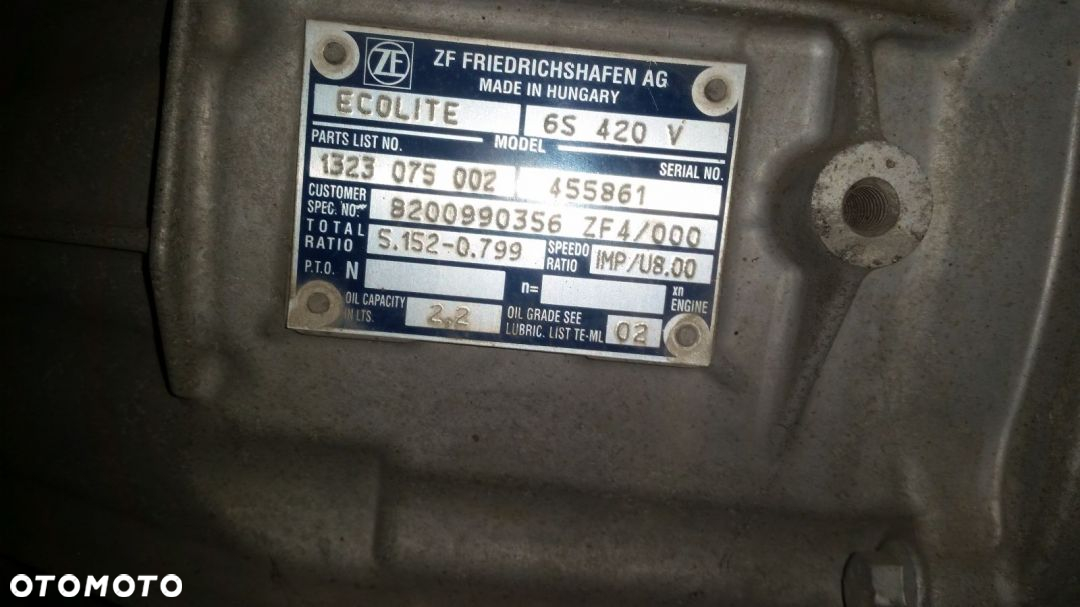 ZF
ZF FRIEDRICHSHAFEN AG
MADE IN HUNGARY
ECOLITE 6S 420 V
PARTS LIST NO. MODEL SERIAL NO.
1323 075 002 455861
CUSTOMER SPEC. NO. 8200990356 ZF4/000
TOTAL RATIO 5.152-0.799 SPEEDO RATIO IMP/U8.00
P.T.O. N n= xn ENGINE
OIL CAPACITY IN LTS. 2.2 OIL GRADE SEE LUBRIC. LIST TE-ML 02
OTOMOTO